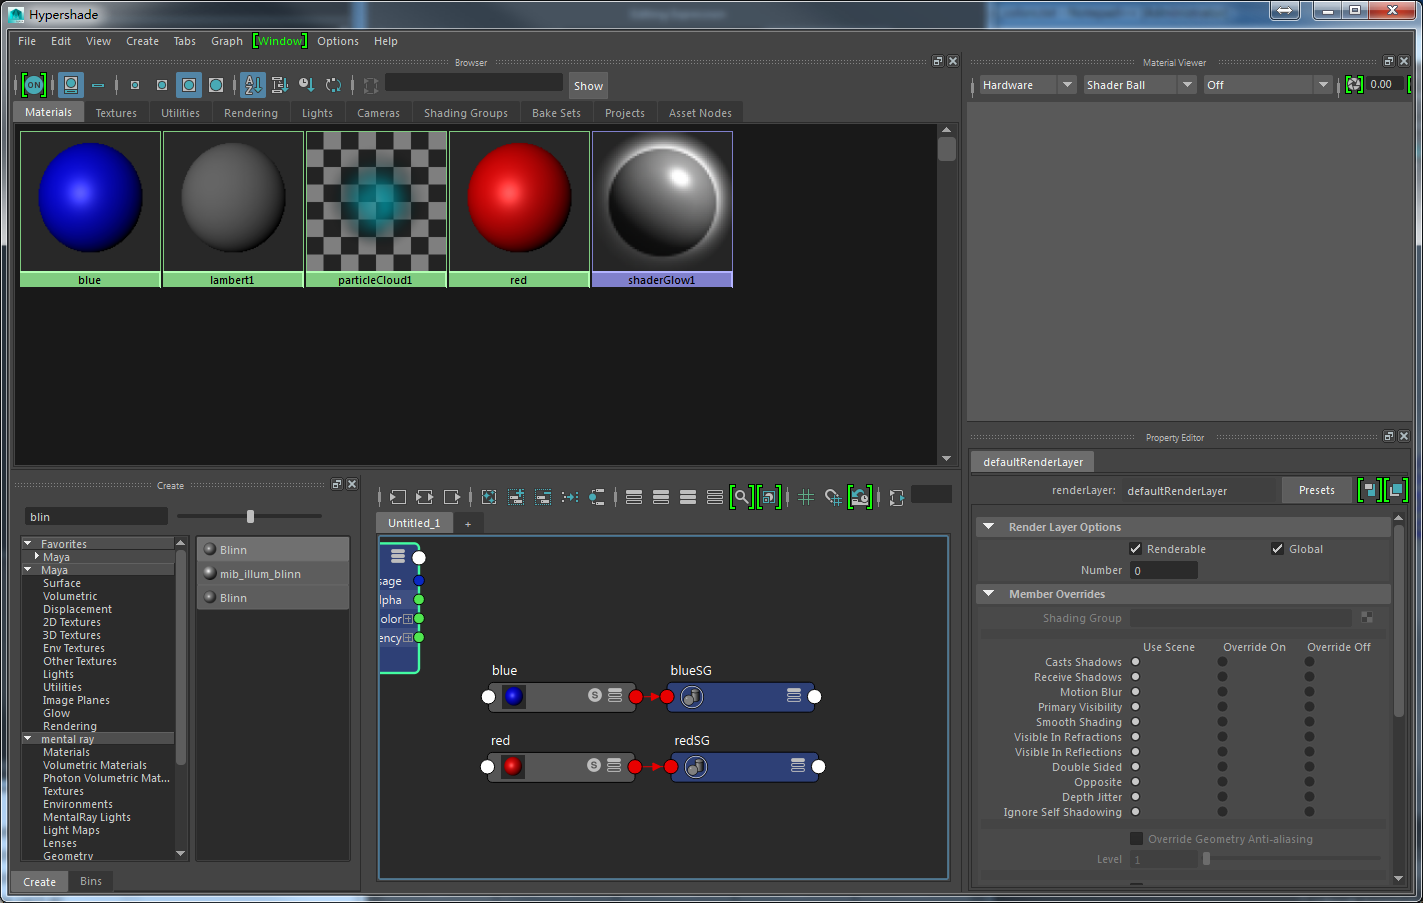 Hypershade
File Edit View Create Tabs Graph [Window] Options Help
Browser
ON
Show
Materials Textures Utilities Rendering Lights Cameras Shading Groups Bake Sets Projects Asset Nodes
blue lambert1 particleCloud1 red shaderGlow1
Material Viewer
Hardware Shader Ball Off 0.00
Create
blin
Favorites
Maya
Maya
Surface
Volumetric
Displacement
2D Textures
3D Textures
Env Textures
Other Textures
Lights
Utilities
Image Planes
Glow
Rendering
mental ray
Materials
Volumetric Materials
Photon Volumetric Mat...
Textures
Environments
MentalRay Lights
Light Maps
Lenses
Geometry
Blinn
mib_illum_blinn
Blinn
Create Bins
Untitled_1 +
sage
lpha
olor
ency
blue blueSG
S
red redSG
S
Property Editor
defaultRenderLayer
renderLayer: defaultRenderLayer Presets
Render Layer Options
Renderable Global
Number 0
Member Overrides
Shading Group
Use Scene Override On Override Off
Casts Shadows
Receive Shadows
Motion Blur
Primary Visibility
Smooth Shading
Visible In Refractions
Visible In Reflections
Double Sided
Opposite
Depth Jitter
Ignore Self Shadowing
Override Geometry Anti-aliasing
Level 1